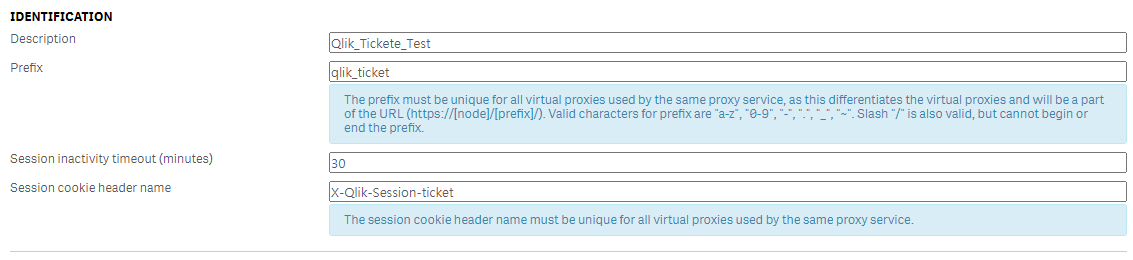 IDENTIFICATION
Description
Qlik_Tickete_Test
Prefix
qlik_ticket
The prefix must be unique for all virtual proxies used by the same proxy service, as this differentiates the virtual proxies and will be a part
of the URL (https://[node]/[prefix]/). Valid characters for prefix are "a-z", "0-9", "-", ".", "_", "~". Slash "/" is also valid, but cannot begin or
end the prefix.
Session inactivity timeout (minutes)
30
Session cookie header name
X-Qlik-Session-ticket
The session cookie header name must be unique for all virtual proxies used by the same proxy service.